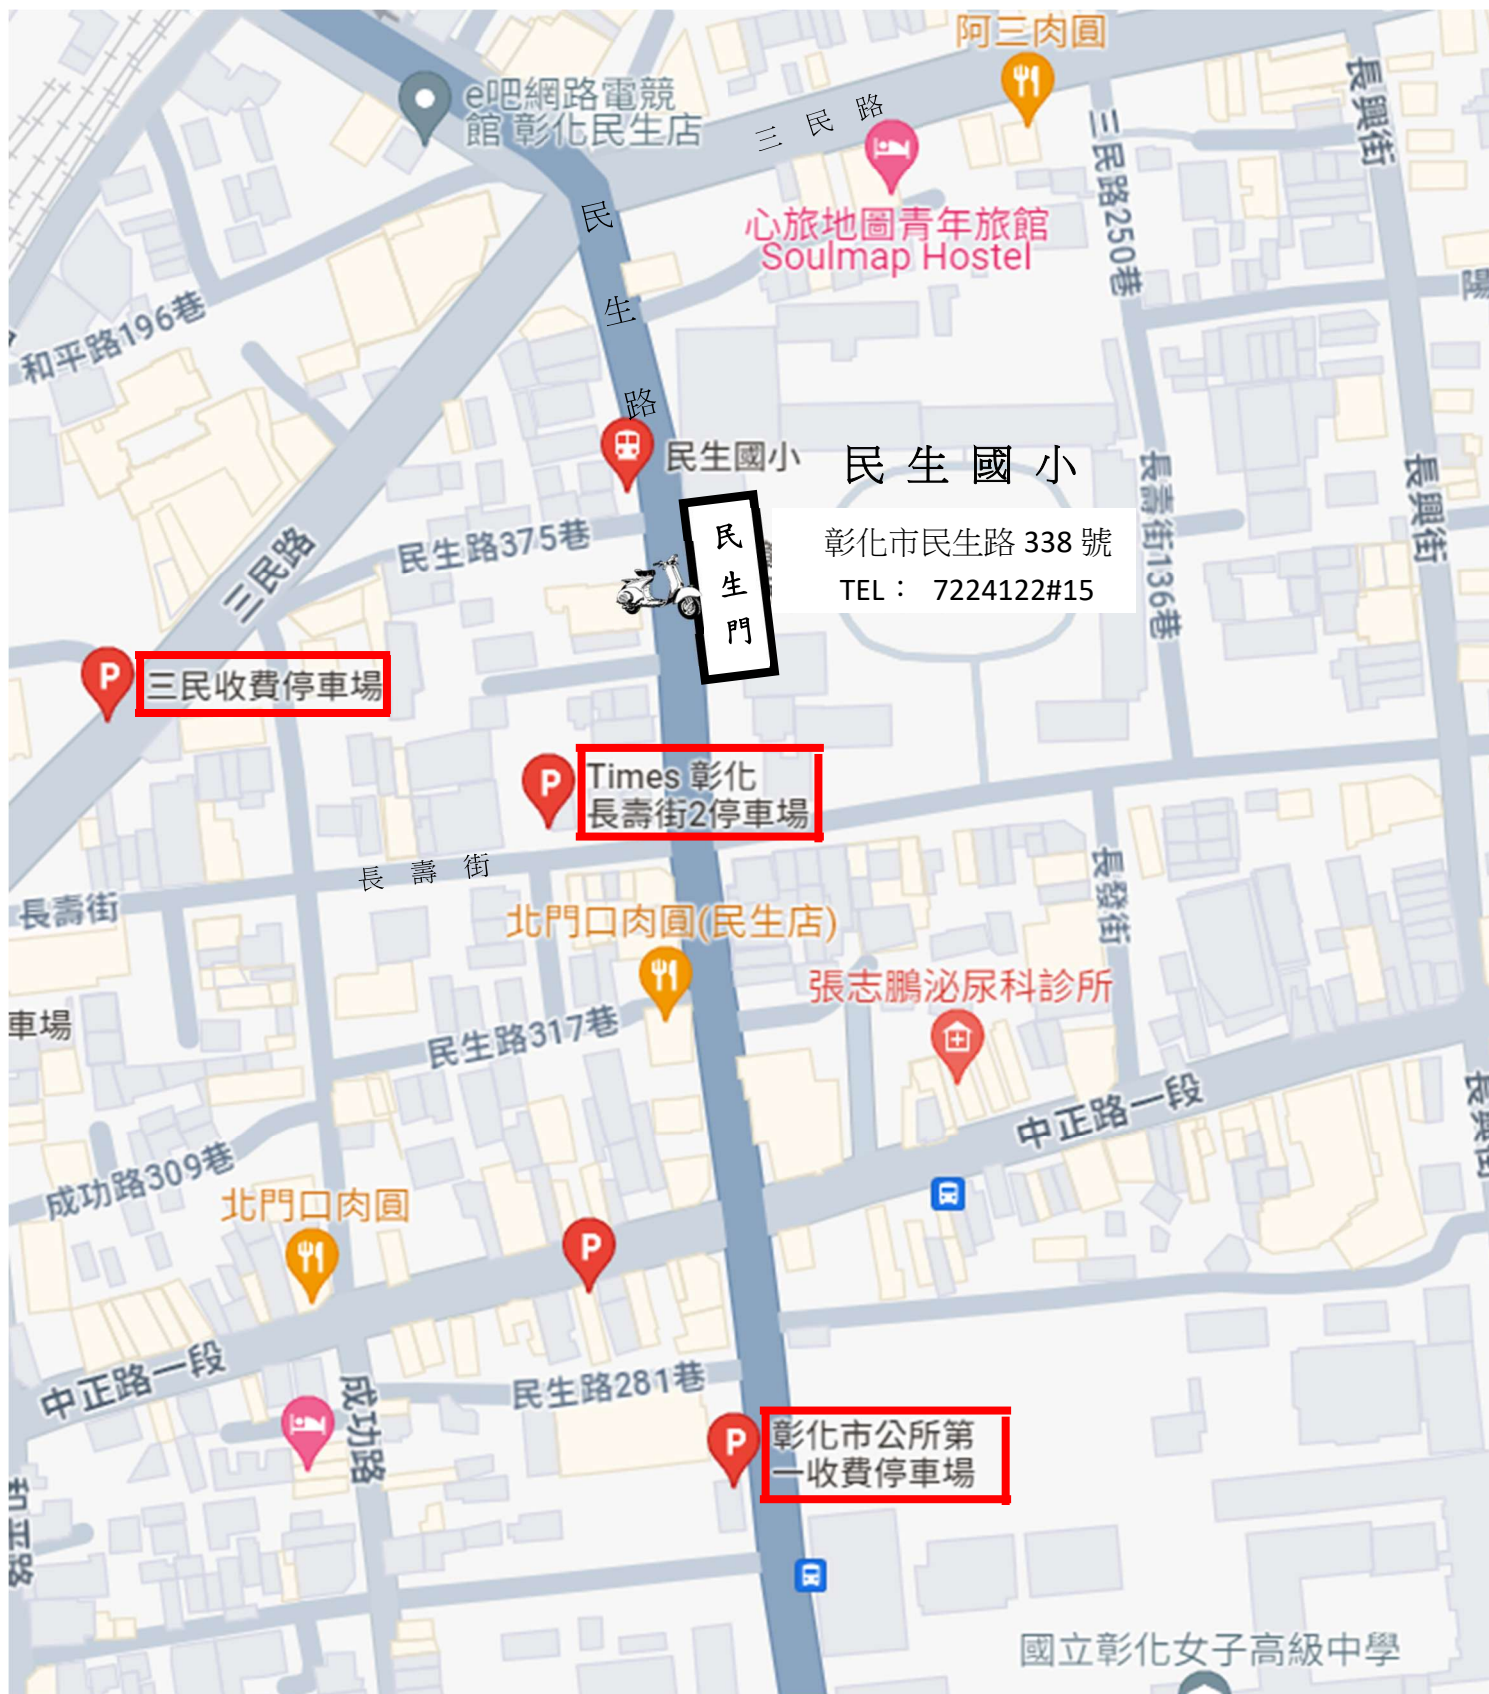 阿三肉圓
e吧網路電競
館 彰化民生店
三民路
長興街
三民路250巷
心旅地圖青年旅館
Soulmap Hostel
民生路
和平路196巷
民生國小
民生國小
長壽街136巷
長興街
彰化市民生路 338 號
TEL： 7224122#15
民生門
民生路375巷
三民路
P
三民收費停車場
P
Times 彰化
長壽街2停車場
長壽街
長壽街
長發街
北門口肉圓(民生店)
張志鵬泌尿科診所
車場
民生路317巷
中正路一段
成功路309巷
北門口肉圓
P
中正路一段
成功路
民生路281巷
P
彰化市公所第
一收費停車場
和平路
國立彰化女子高級中學